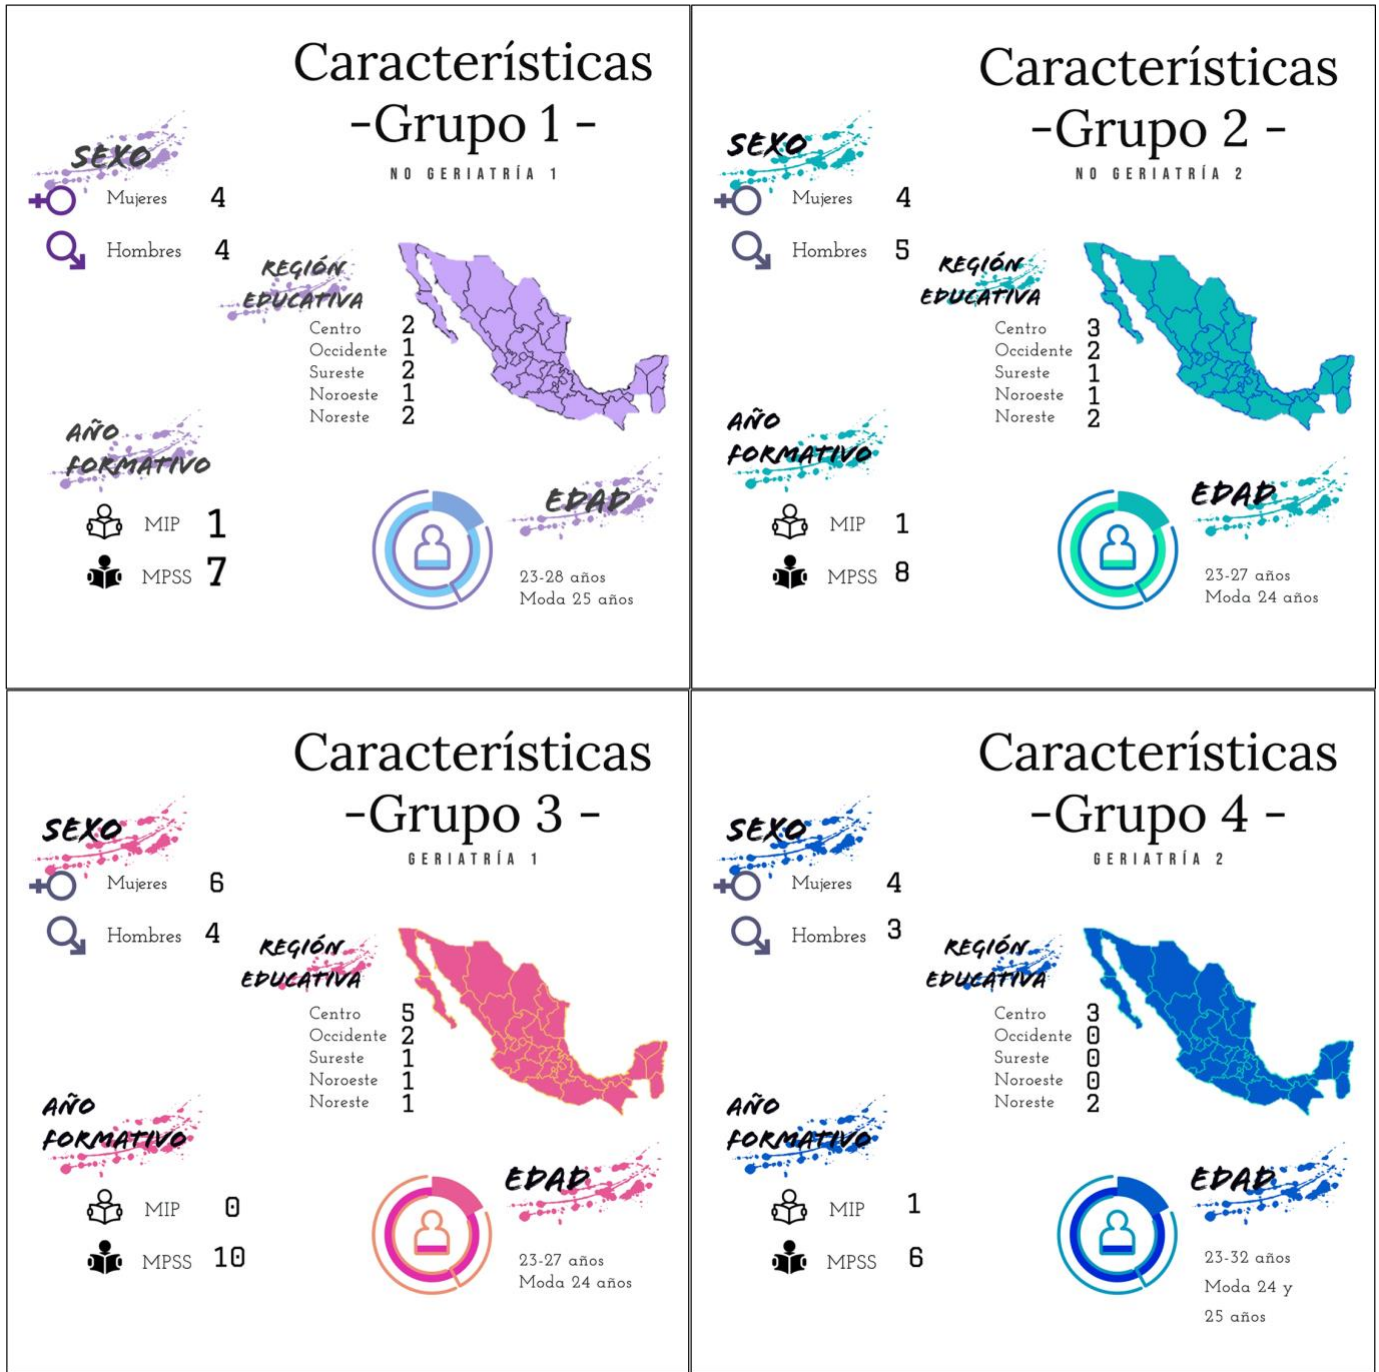 Características
-Grupo 1 -
NO GERIATRÍA 1
SEXO
Mujeres 4
Hombres 4
REGIÓN
EDUCATIVA
Centro 2
Occidente 1
Sureste 2
Noroeste 1
Noreste 2
AÑO
FORMATIVO
MIP 1
MPSS 7
EDAD
23-28 años
Moda 25 años
Características
-Grupo 2 -
NO GERIATRÍA 2
SEXO
Mujeres 4
Hombres 5
REGIÓN
EDUCATIVA
Centro 3
Occidente 2
Sureste 1
Noroeste 1
Noreste 2
AÑO
FORMATIVO
MIP 1
MPSS 8
EDAD
23-27 años
Moda 24 años
Características
-Grupo 3 -
GERIATRÍA 1
SEXO
Mujeres 6
Hombres 4
REGIÓN
EDUCATIVA
Centro 5
Occidente 2
Sureste 1
Noroeste 1
Noreste 1
AÑO
FORMATIVO
MIP 0
MPSS 10
EDAD
23-27 años
Moda 24 años
Características
-Grupo 4 -
GERIATRÍA 2
SEXO
Mujeres 4
Hombres 3
REGIÓN
EDUCATIVA
Centro 3
Occidente 0
Sureste 0
Noroeste 0
Noreste 2
AÑO
FORMATIVO
MIP 1
MPSS 6
EDAD
23-32 años
Moda 24 y
25 años